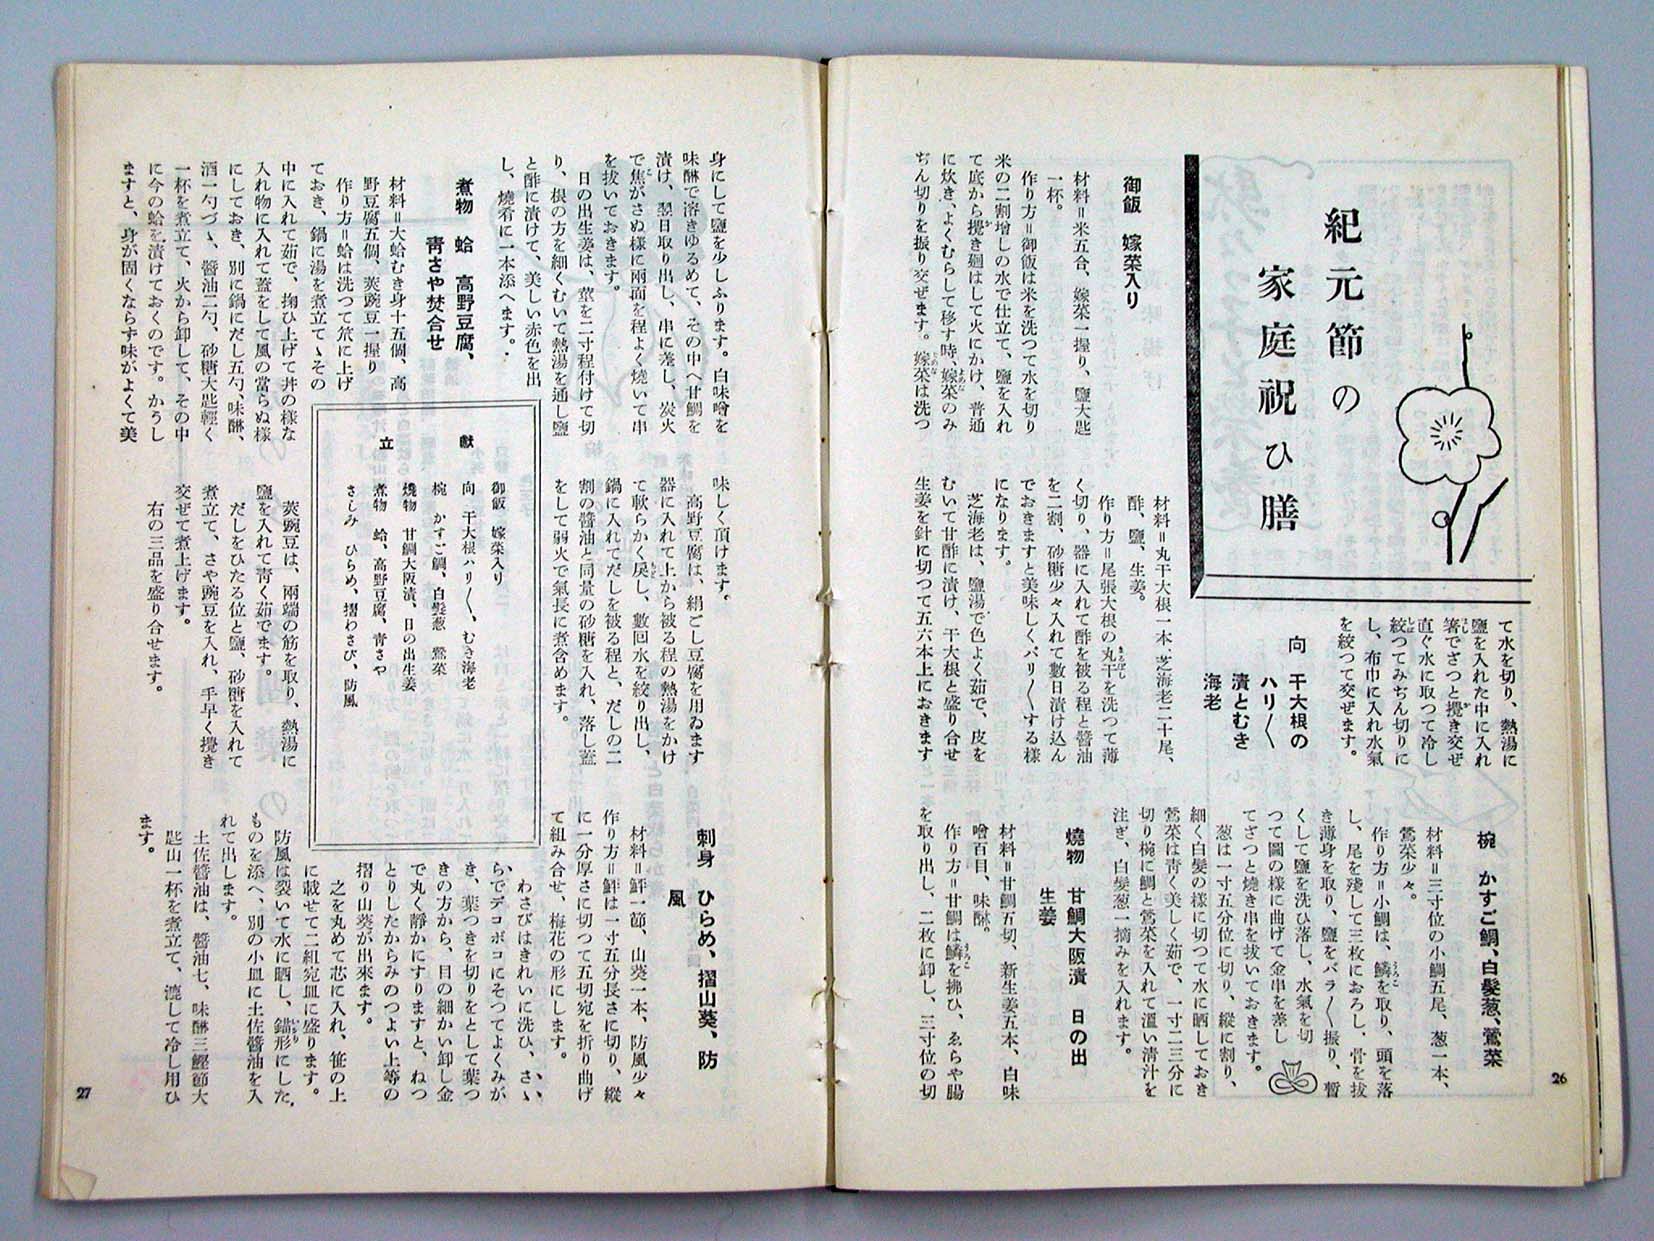 紀元節の
家庭祝ひ膳
御飯　嫁菜入り
材料＝米五合、嫁菜一握り、鹽大匙
一杯。
作り方＝御飯は米を洗つて水を切り
米の二割増しの水で仕立て、鹽を入れ
て底から攪き廻はして火にかけ、普通
に炊き、よくむらして移す時、嫁菜のみ
ぢん切りを振り交ぜます。嫁菜は洗つ
て水を切り、熱湯に
鹽を入れた中に入れ
箸でざつと攪き交ぜ
直ぐ水に取つて冷し
絞つてみぢん切りに
し、布巾に入れ水氣
を絞つて交ぜます。
向　干大根の
ハリ〳〵
漬とむき
海老
材料＝丸干大根一本、芝海老二十尾、
酢、鹽、生姜。
作り方＝尾張大根の丸干を洗つて薄
く切り、器に入れて酢を被る程と醤油
を二割、砂糖少々入れて數日漬け込ん
でおきますと美味しくパリ〳〵する樣
になります。
芝海老は、鹽湯で色よく茹で、皮を
むいて甘酢に漬け、干大根と盛り合せ
生姜を針に切つて五六本上におきます
椀　かすご鯛、白髮葱、鶯菜
材料＝三寸位の小鯛五尾、葱一本、
鶯菜少々。
作り方＝小鯛は、鱗を取り、頭を落
し、尾を殘して三枚におろし、骨を拔
き薄身を取り、鹽をバラ〳〵振り、暫
くして鹽を洗ひ落し、水氣を切
つて圖の樣に曲げて金串を差し
てざつと燒き串を拔いておきます。
葱は一寸五分位に切り、縱に割り、
細く白髮の樣に切つて水に晒しておき
鶯菜は靑く美しく茹で、一寸二三分に
切り椀に鯛と鶯菜を入れて溫い淸汁を
注ぎ、白髮葱一摘みを入れます。
燒物　甘鯛大阪漬　日の出
生姜
材料＝甘鯛五切、新生姜五本、白味
噌百目、味醂。
作り方＝甘鯛は鱗を拂ひ、ゑらや腸
を取り出し、二枚に卸し、三寸位の切
26
身にして鹽を少しふります。白味噌を
味醂で溶きゆるめて、その中へ甘鯛を
漬け、翌日取り出し、串に差し、炭火
で焦がさぬ樣に兩面を程よく燒いて串
を拔いておきます。
日の出生姜は、莖を二寸程付けて切
り、根の方を細くむいて熱湯を通し鹽
と酢に漬けて、美しい赤色を出
し、燒肴に一本添へます。
煮物　蛤　高野豆腐、
靑さや焚合せ
材料＝大蛤むき身十五個、高
野豆腐五個、莢豌豆一握り
作り方＝蛤は洗つて笊に上げ
ておき、鍋に湯を煮立てゝその
中に入れて茹で、掬ひ上げて丼の樣な
入れ物に入れて蓋をして風の當らぬ樣
にしておき、別に鍋にだし五勺、味醂、
酒一勺づゝ、醤油二勺、砂糖大匙輕く
一杯を煮立て、火から卸して、その中
に今の蛤を漬けておくのです。かうし
ますと、身が固くならず味がよくて美
味しく頂けます。
高野豆腐は、絹ごし豆腐を用ゐます
器に入れて上から被る程の熱湯をかけ
て軟らかく戻し、數回水を絞り出し、
鍋に入れてだしを被る程と、だしの二
割の醤油と同量の砂糖を入れ、落し蓋
をして弱火で氣長に煮含めます。
獻
立
御飯　嫁菜入り
向　干大根ハリ〳〵、むき海老
椀　かすご鯛、白髮葱　鶯菜
燒物　甘鯛大阪漬、日の出生姜
煮物　蛤、高野豆腐、靑さや
さしみ　ひらめ、摺わさび、防風
莢豌豆は、兩端の筋を取り、熱湯に
鹽を入れて靑く茹でます。
だしをひたる位と鹽、砂糖を入れて
煮立て、さや豌豆を入れ、手早く攪き
交ぜて煮上げます。
右の三品を盛り合せます。
刺身　ひらめ、摺山葵、防
風
材料＝鮃一節、山葵一本、防風少々
作り方＝鮃は一寸五分長さに切り、縱
に一分厚さに切つて五切宛を折り曲げ
て組み合せ、梅花の形にします。
わさびはきれいに洗ひ、さゝ
らでデコボコにそつてよくみが
き、葉つきを切りをとして葉つ
きの方から、目の細かい卸し金
で丸く靜かにすりますと、ねつ
とりしたからみのつよい上等の
摺り山葵が出來ます。
之を丸めて芯に入れ、笹の上
に載せて二組宛皿に盛ります。
防風は裂いて水に晒し、錨形にした
ものを添へ、別の小皿に土佐醤油を入
れて出します。
土佐醤油は、醤油七、味醂三鰹節大
匙山一杯を煮立て、漉して冷し用ひ
ます。
27